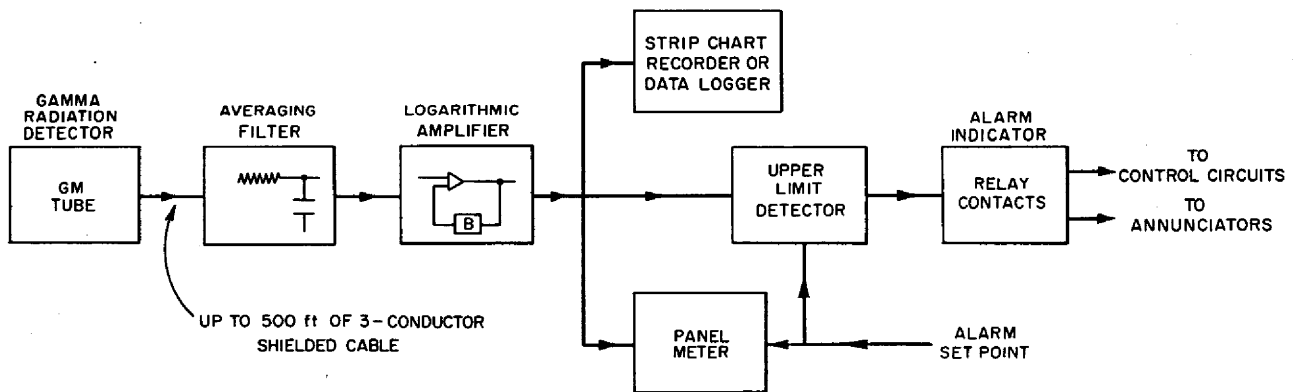 GAMMA
RADIATION
DETECTOR
GM
TUBE
AVERAGING
FILTER
LOGARITHMIC
AMPLIFIER
B
STRIP CHART
RECORDER OR
DATA LOGGER
UPPER
LIMIT
DETECTOR
ALARM
INDICATOR
RELAY
CONTACTS
TO
CONTROL CIRCUITS
TO
ANNUNCIATORS
UP TO 500 ft OF 3-CONDUCTOR
SHIELDED CABLE
PANEL
METER
ALARM
SET POINT